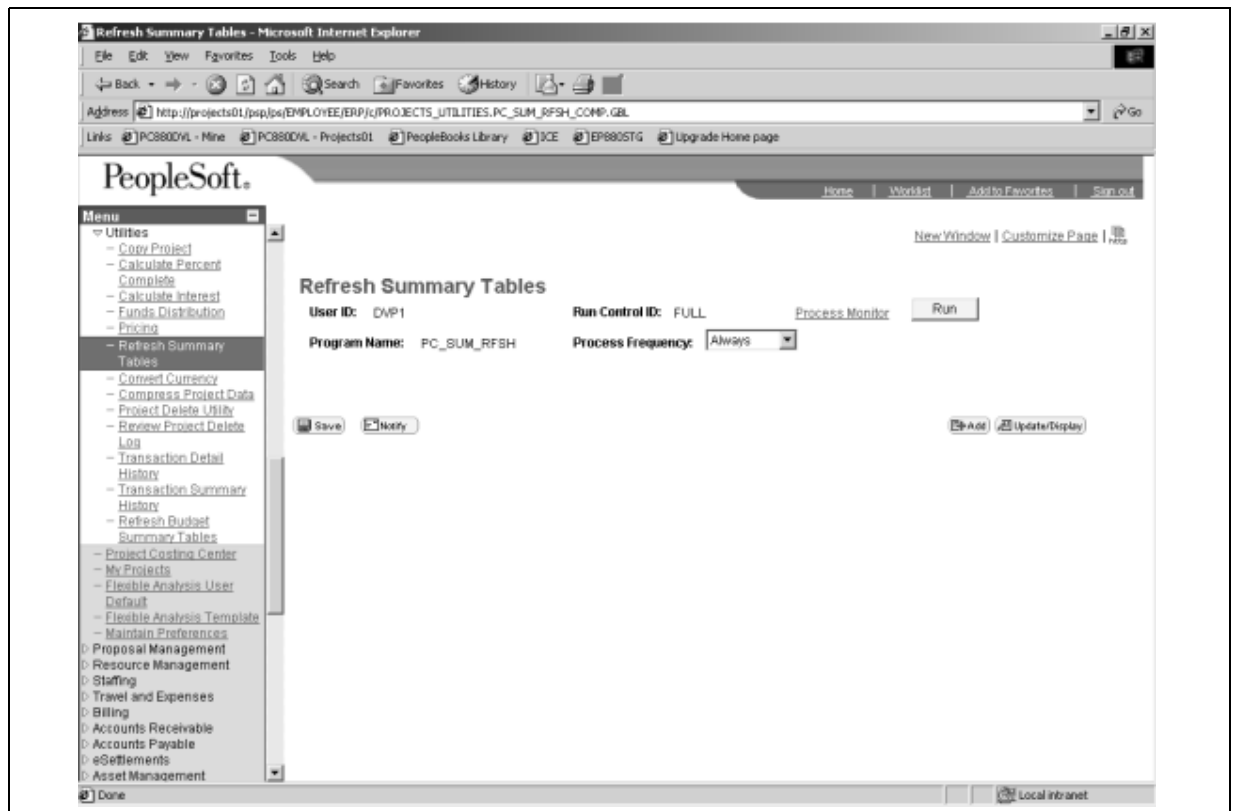 Refresh Summary Tables - Microsoft Internet Explorer
File Edit View Favorites Tools Help
Back Search Favorites History
Address http://projects01/psp/ps/EMPLOYEE/ERP/c/PROJECTS_UTILITIES.PC_SUM_RFSH_COMP.GBL Go
Links PC880DVL - Mine PC880DVL - Projects01 PeopleBooks Library ICE EP880STG Upgrade Home page
PeopleSoft.
Home | Worklist | Add to Favorites | Sign out
Menu
New Window | Customize Page |
Utilities
– Copy Project
– Calculate Percent
Complete
– Calculate Interest
– Funds Distribution
– Pricing
– Refresh Summary
Tables
– Convert Currency
– Compress Project Data
– Project Delete Utility
– Review Project Delete
Log
– Transaction Detail
History
– Transaction Summary
History
– Refresh Budget
Summary Tables
– Project Costing Center
– My Projects
– Flexible Analysis User
Default
– Flexible Analysis Template
– Maintain Preferences
Proposal Management
Resource Management
Staffing
Travel and Expenses
Billing
Accounts Receivable
Accounts Payable
eSettlements
Asset Management
Refresh Summary Tables
User ID: DVP1 Run Control ID: FULL Process Monitor Run
Program Name: PC_SUM_RFSH Process Frequency: Always
Save Notify Add Update/Display
Done Local intranet